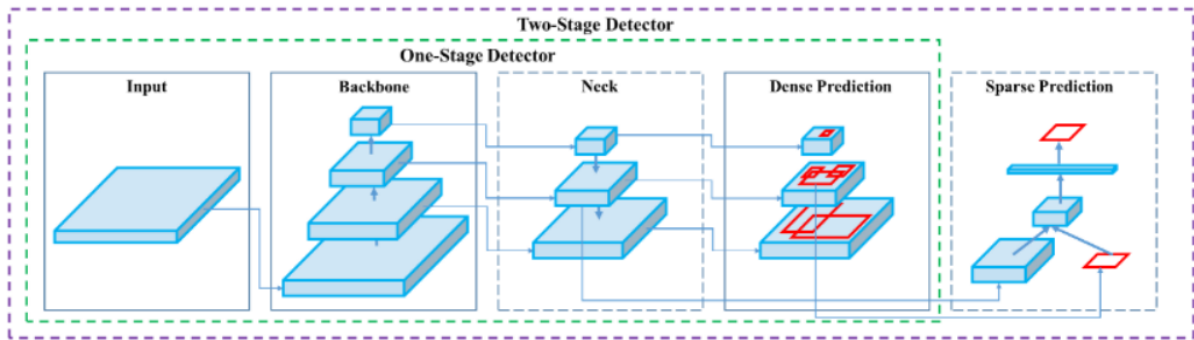 Two-Stage Detector
One-Stage Detector
Input
Backbone
Neck
Dense Prediction
Sparse Prediction